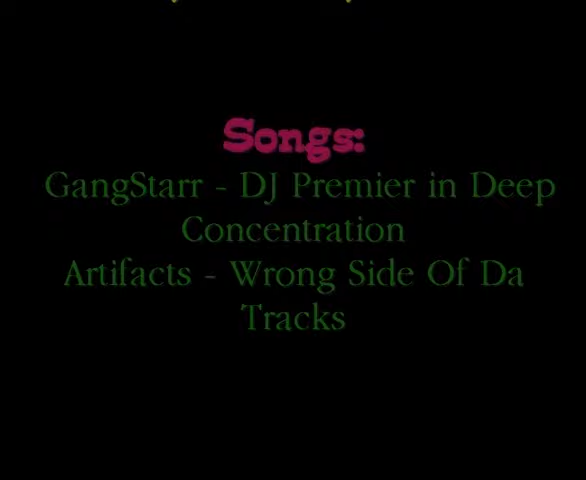 Songs:
GangStarr - DJ Premier in Deep
Concentration
Artifacts - Wrong Side Of Da
Tracks